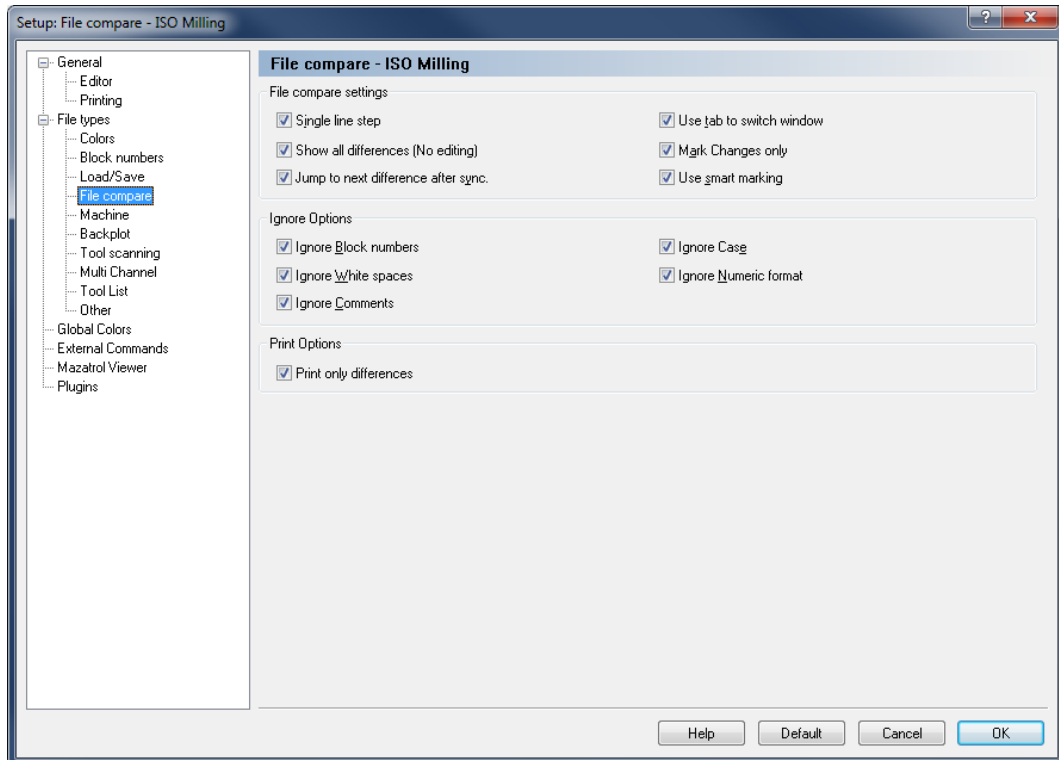 Setup: File compare - ISO Milling
?
General
Editor
Printing
File types
Colors
Block numbers
Load/Save
File compare
Machine
Backplot
Tool scanning
Multi Channel
Tool List
Other
Global Colors
External Commands
Mazatrol Viewer
Plugins
File compare - ISO Milling
File compare settings
Single line step
Use tab to switch window
Show all differences (No editing)
Mark Changes only
Jump to next difference after sync.
Use smart marking
Ignore Options
Ignore Block numbers
Ignore Case
Ignore White spaces
Ignore Numeric format
Ignore Comments
Print Options
Print only differences
Help
Default
Cancel
OK